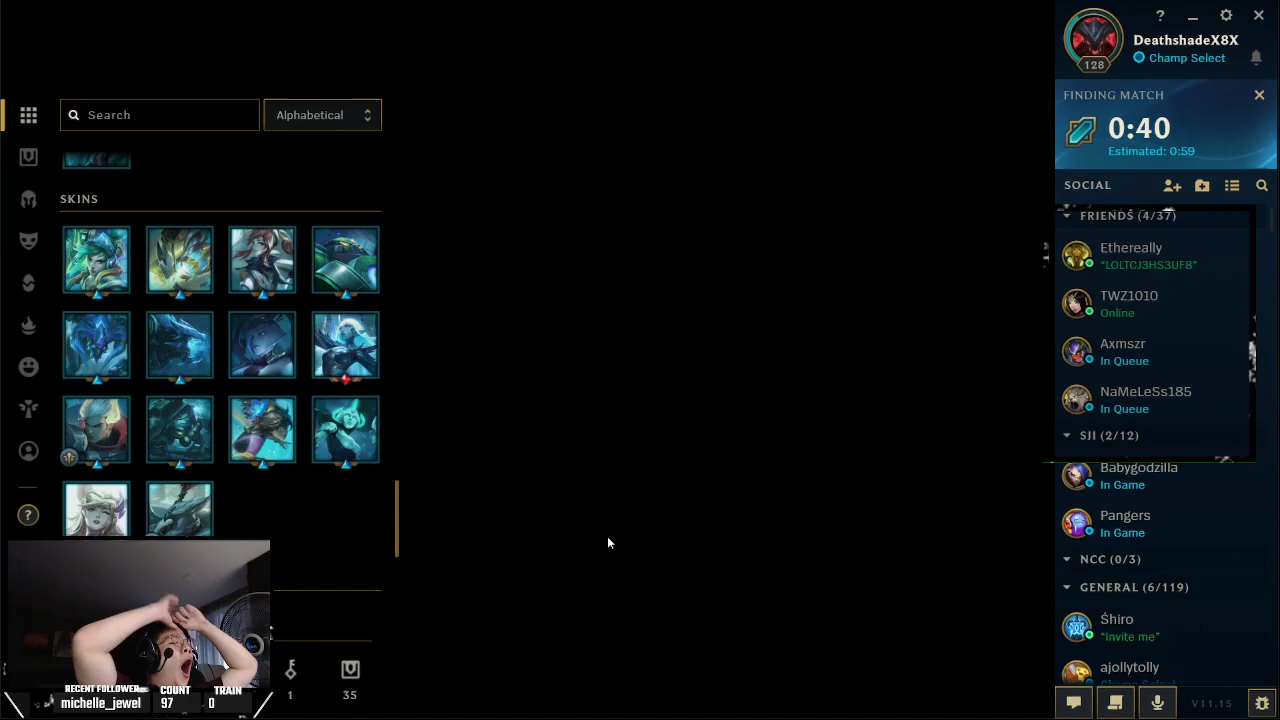 ?
DeathshadeX8X
Champ Select
128
FINDING MATCH
0:40
Estimated: 0:59
Search
Alphabetical
SOCIAL
SKINS
FRIENDS (4/37)
Ethereally
"LOLTCJ3HS3UF8"
TWZ1010
Online
Axmszr
In Queue
NaMeLeSs185
In Queue
SJI (2/12)
Babygodzilla
In Game
Pangers
In Game
?
NCC (0/3)
GENERAL (6/119)
Śhiro
"Invite me"
ajollytolly
Champ Select
1
35
RECENT FOLLOWER
michelle_jewel
COUNT
97
TRAIN
0
V11.15